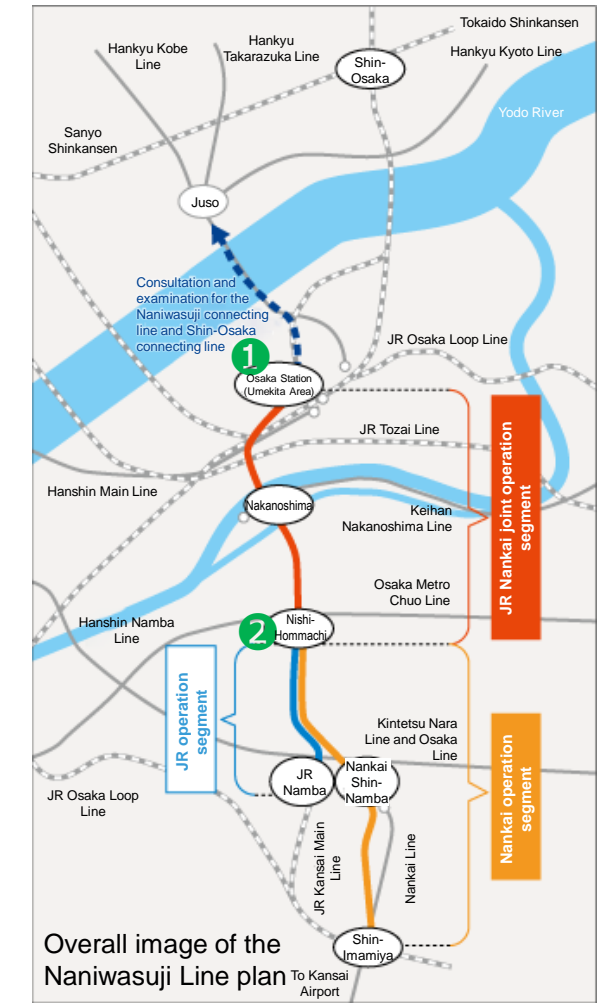 Tokaido Shinkansen
Hankyu Kobe
Line
Hankyu
Takarazuka Line
Hankyu Kyoto Line
Shin-
Osaka
Yodo River
Sanyo
Shinkansen
Juso
Consultation and
examination for the
Naniwasuji connecting
line and Shin-Osaka
connecting line
1
JR Osaka Loop Line
Osaka Station
(Umekita Area)
JR Tozai Line
JR Nankai joint operation
segment
Hanshin Main Line
Nakanoshima
Keihan
Nakanoshima Line
Osaka Metro
Chuo Line
Hanshin Namba
Line
2
Nishi-
Hommachi
JR operation
segment
Kintetsu Nara
Line and Osaka
Line
JR
Namba
Nankai
Shin-
Namba
Nankai operation
segment
JR Osaka Loop
Line
JR Kansai Main
Line
Nankai Line
Shin-
Imamiya
Overall image of the
Naniwasuji Line plan
To Kansai
Airport